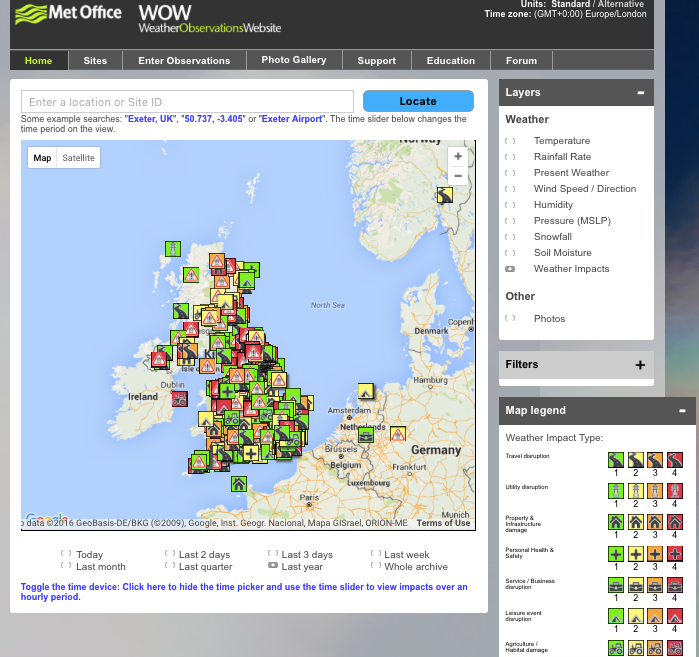 Met Office
WOW
WeatherObservationsWebsite
Units: Standard / Alternative
Time zone: (GMT+0:00) Europe/London
Home
Sites
Enter Observations
Photo Gallery
Support
Education
Forum
Enter a location or Site ID
Locate
Some example searches: "Exeter, UK", "50.737, -3.405" or "Exeter Airport". The time slider below changes the
time period on the view.
Map
Satellite
+
−
Norway
North Sea
Denmark
Copenh
Dublin
Ireland
Isle
Hamburg
Amsterdam
Netherlands
Brussels
Belgium
Germany
Frankfurt
Luxembourg
Paris
Munich
Google
data ©2016 GeoBasis-DE/BKG (©2009), Google, Inst. Geogr. Nacional, Mapa GISrael, ORION-ME
Terms of Use
Today
Last 2 days
Last 3 days
Last week
Last month
Last quarter
Last year
Whole archive
Toggle the time device: Click here to hide the time picker and use the time slider to view impacts over an
hourly period.
Layers
Weather
Temperature
Rainfall Rate
Present Weather
Wind Speed / Direction
Humidity
Pressure (MSLP)
Snowfall
Soil Moisture
Weather Impacts
Other
Photos
Filters
Map legend
Weather Impact Type:
Travel disruption
1 2 3 4
Utility disruption
1 2 3 4
Property &
Infrastructure
damage
1 2 3 4
Personal Health &
Safety
1 2 3 4
Service / Business
disruption
1 2 3 4
Leisure event
disruption
1 2 3 4
Agriculture /
Habitat damage